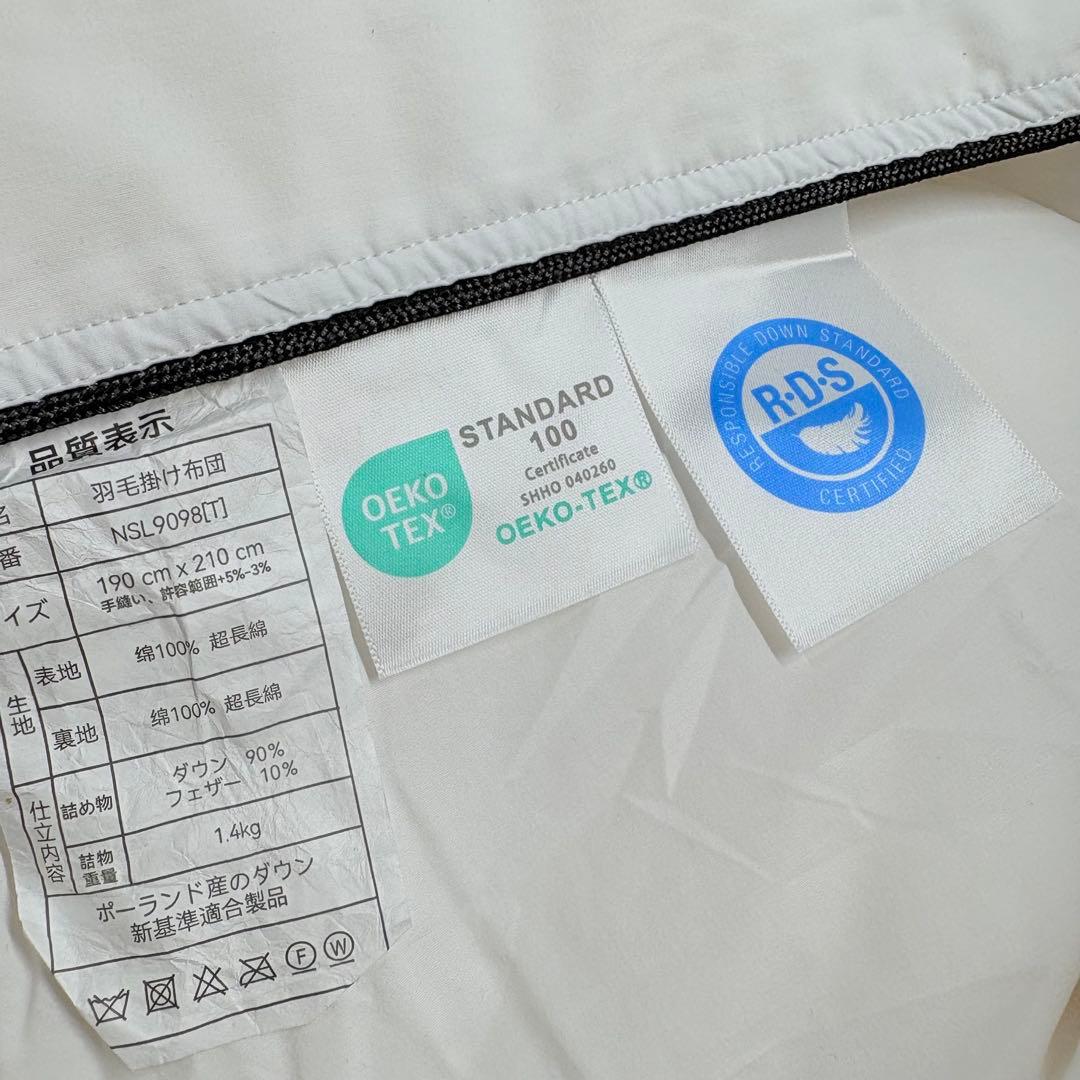 品質表示
名 羽毛掛け布団
番 NSL9098[T]
イズ 190 cm x 210 cm
手縫い、許容範囲+5%-3%
生地 表地 绵100% 超長綿
裏地 绵100% 超長綿
仕立内容 詰め物 ダウン 90%
フェザー 10%
詰物重量 1.4kg
ポーランド産のダウン
新基準適合製品
F W
OEKO
TEX®
STANDARD
100
Certificate
SHHO 040260
OEKO-TEX®
RESPONSIBLE DOWN STANDARD
R·D·S
CERTIFIED